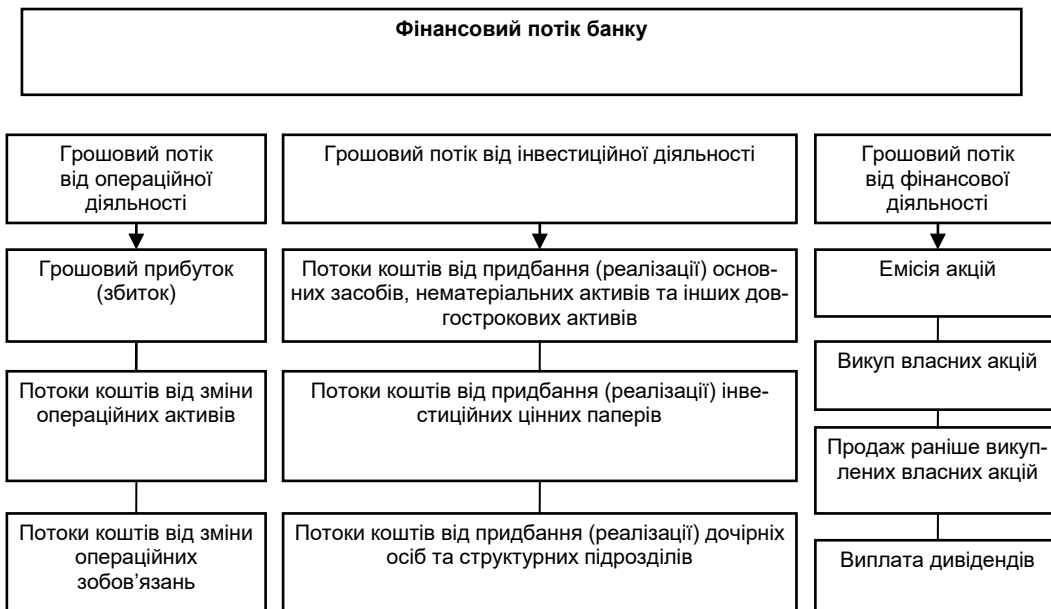 Фінансовий потік банку
Грошовий потік
від операційної
діяльності
Грошовий потік від інвестиційної діяльності
Грошовий потік
від фінансової
діяльності
Грошовий прибуток
(збиток)
Потоки коштів від придбання (реалізації) основ-
них засобів, нематеріальних активів та інших дов-
гострокових активів
Емісія акцій
Викуп власних акцій
Потоки коштів від зміни
операційних активів
Потоки коштів від придбання (реалізації) інве-
стиційних цінних паперів
Продаж раніше викуп-
лених власних акцій
Потоки коштів від зміни
операційних
зобов’язань
Потоки коштів від придбання (реалізації) дочірніх
осіб та структурних підрозділів
Виплата дивідендів